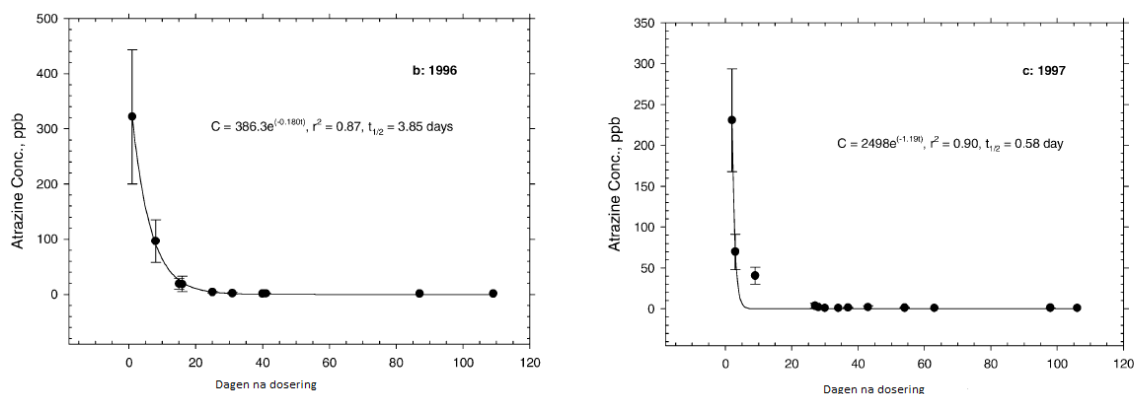 500
400
300
200
100
0
Atrazine Conc., ppb
b: 1996
C = 386.3e(-0.180t), r2 = 0.87, t1/2 = 3.85 days
0 20 40 60 80 100 120
Dagen na dosering
350
300
250
200
150
100
50
0
Atrazine Conc., ppb
c: 1997
C = 2498e(-1.19t), r2 = 0.90, t1/2 = 0.58 day
0 20 40 60 80 100 120
Dagen na dosering